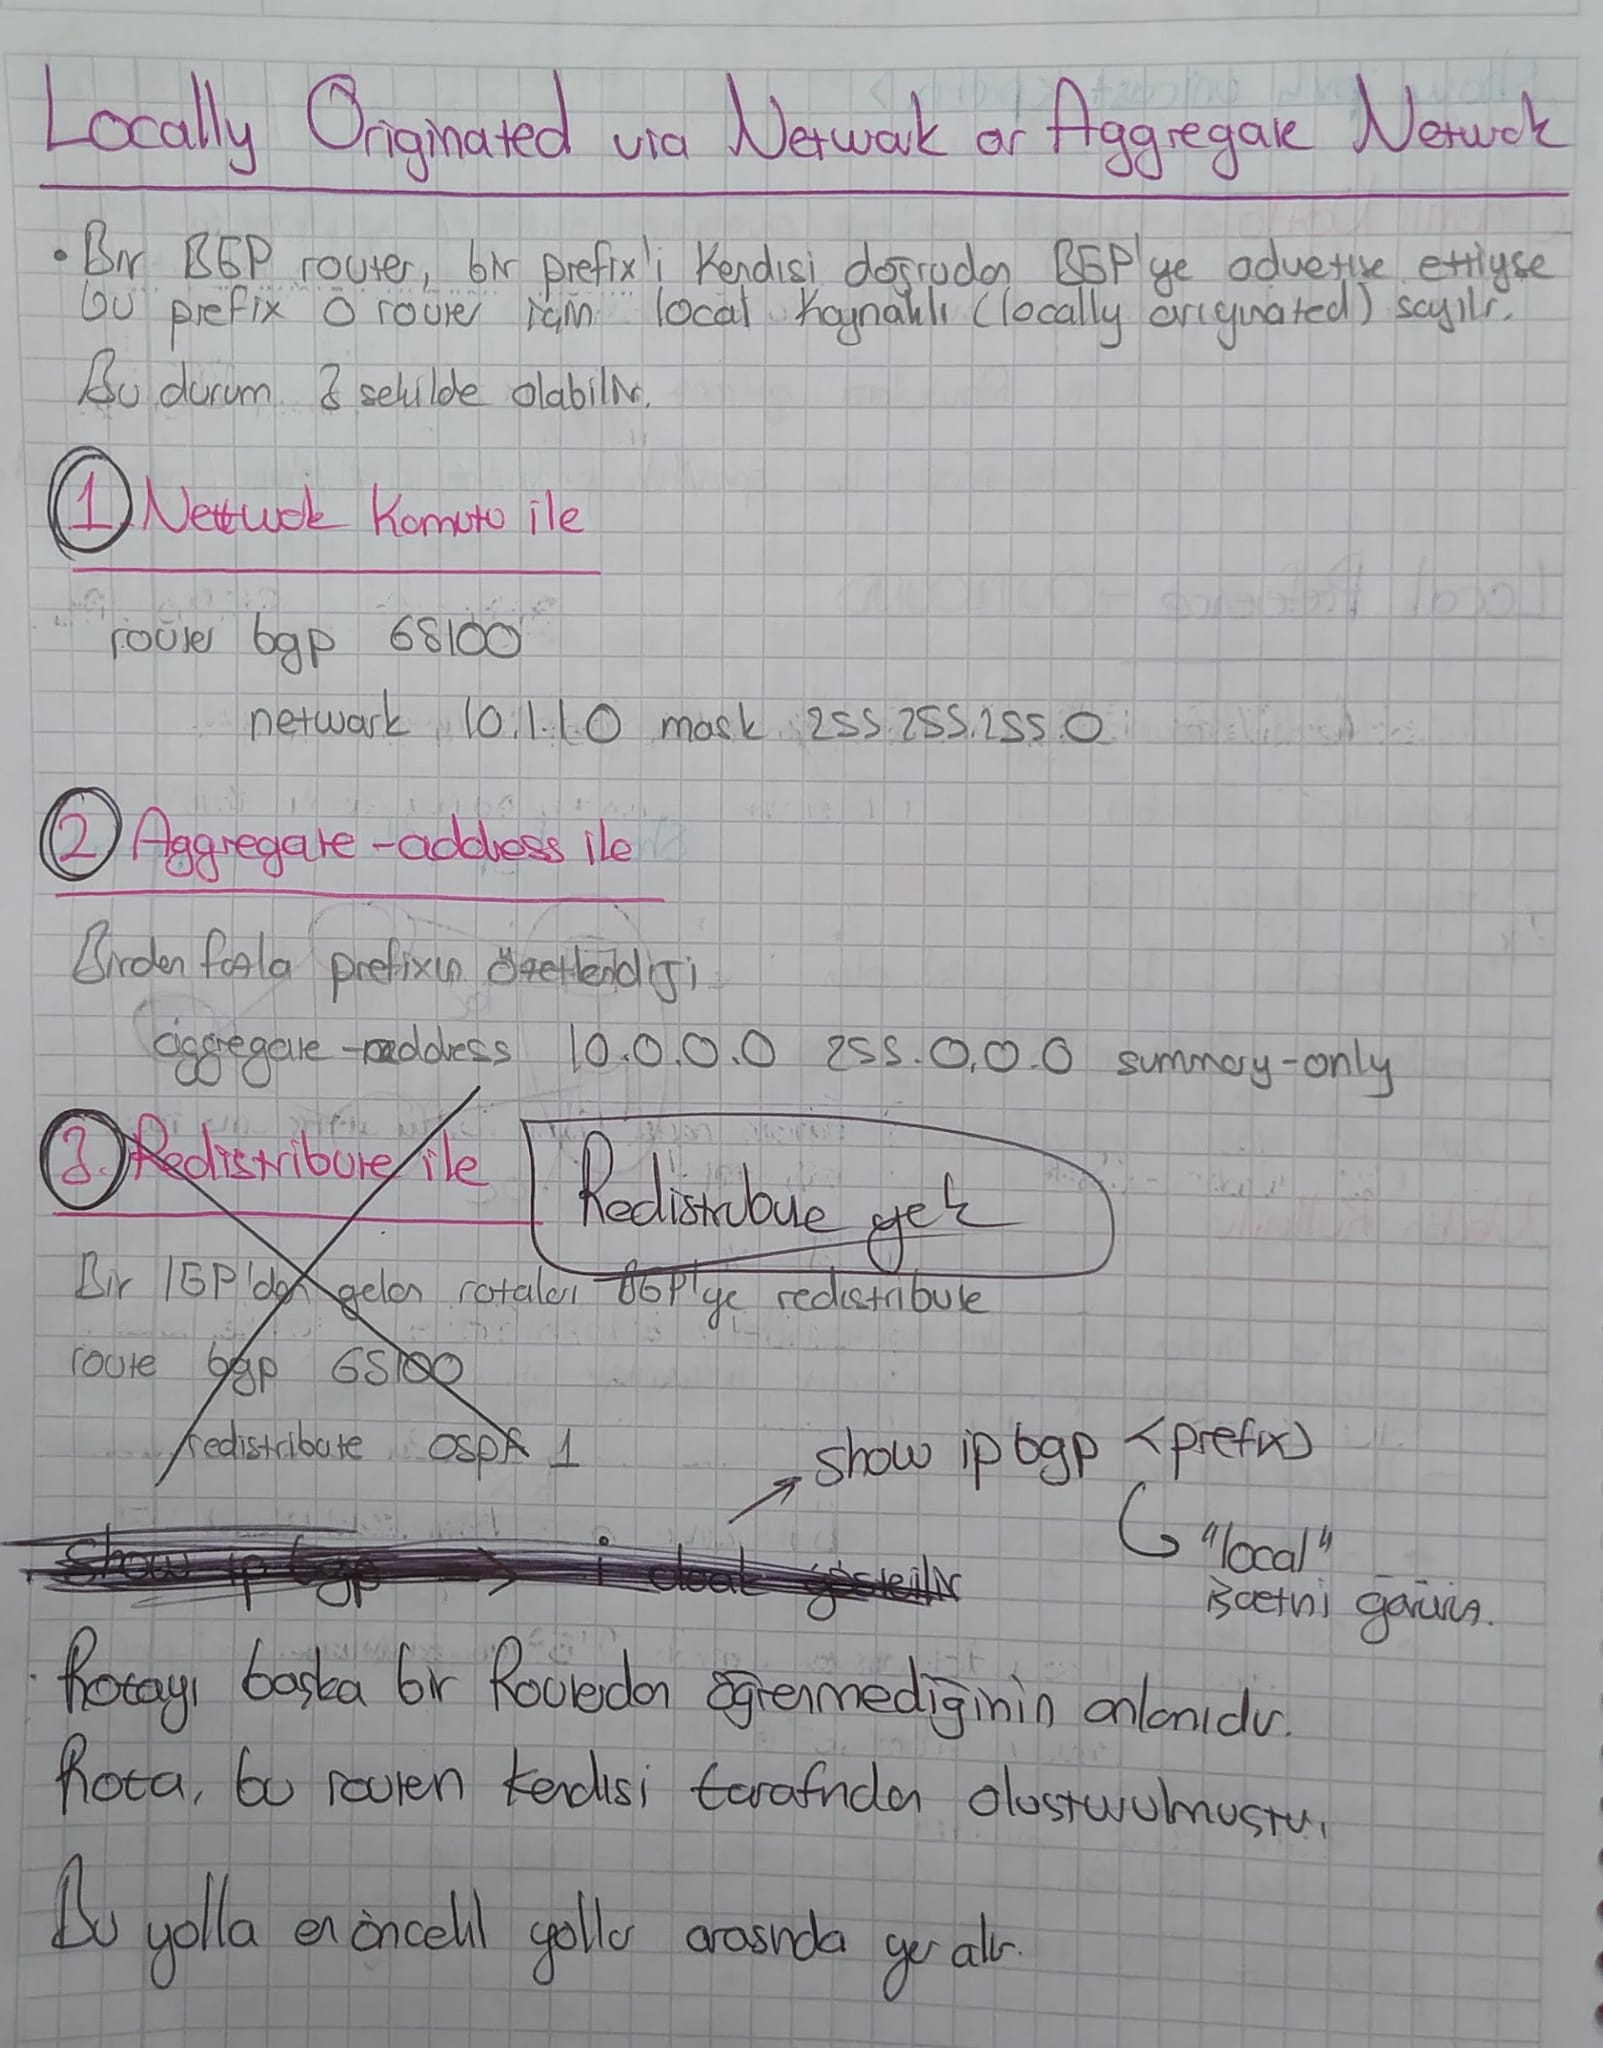 Locally Originated via Network or Aggregate Network
• Bir BGP router, bir prefix'i kendisi doğrudan BGP'ye advertise ettiyse
bu prefix o router için local kaynaklı (locally originated) sayılır.
Bu durum 3 şekilde olabilir.
1. Network Komutu ile
router bgp 65100
network 10.1.1.0 mask 255.255.255.0
2. Aggregate-address ile
Birden fazla prefixin özetlendiği
aggregate-address 10.0.0.0 255.0.0.0 summary-only
3. Redistribute ile
Redistribute yok
Bir IGP'den gelen rotaları BGP'ye redistribute
route bgp 65100
redistribute ospf 1
show ip bgp <prefix>
show ip bgp → i olarak gösterilir
"local"
işaretini görürüz.
· Rotayı başka bir Routerdan öğrenmediğinin anlamıdır.
Rota, bu routerın kendisi tarafından oluşturulmuştur.
Bu yolla en öncelikli yollar arasında yer alır.